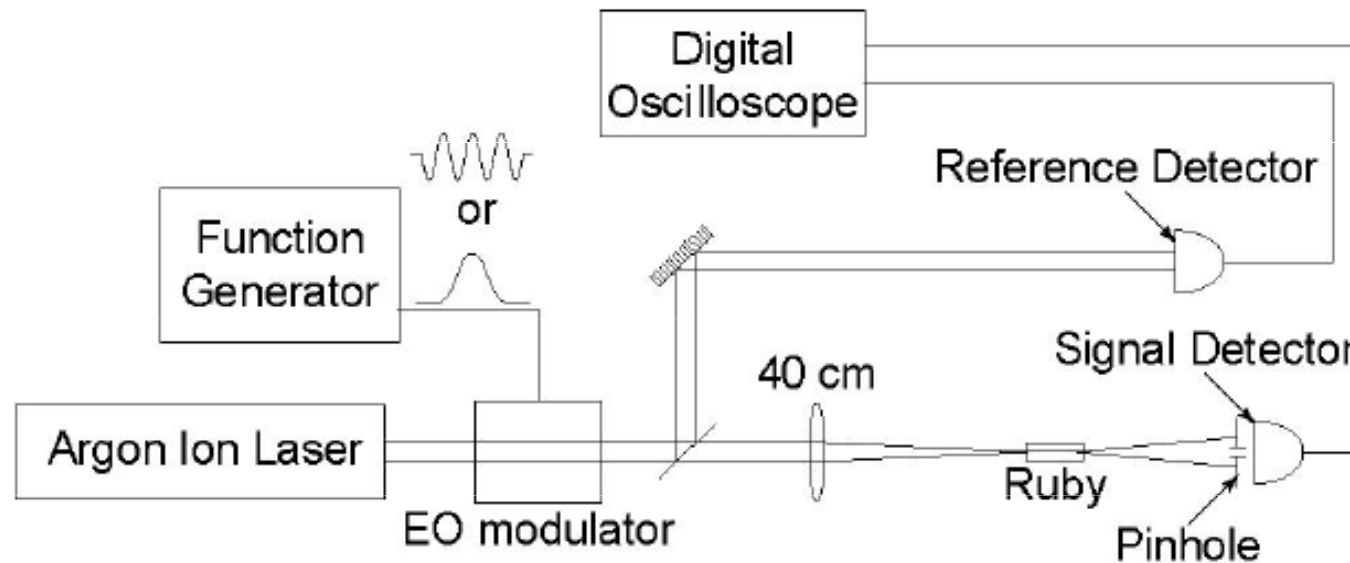 Digital
Oscilloscope
Reference Detector
or
Function
Generator
Signal Detector
40 cm
Argon Ion Laser
Ruby
EO modulator
Pinhole